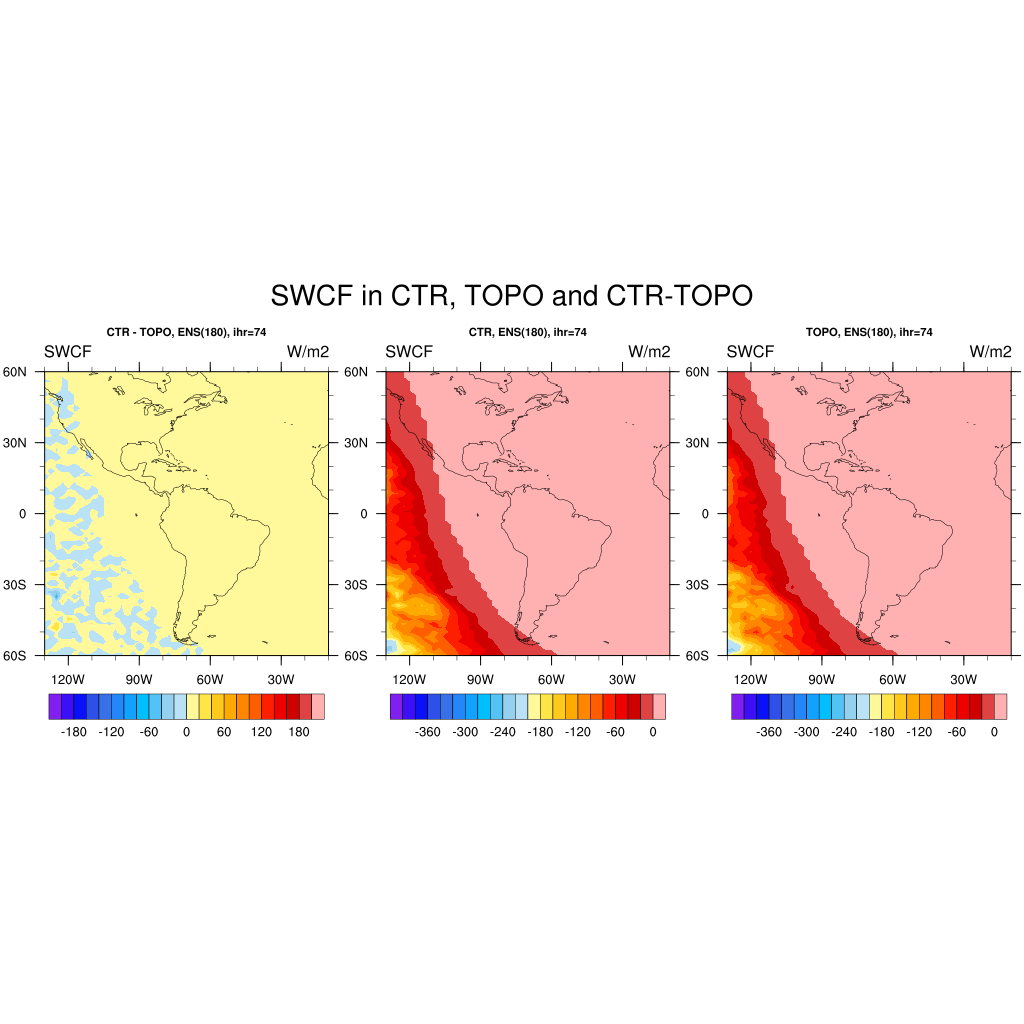 SWCF in CTR, TOPO and CTR-TOPO
CTR - TOPO, ENS(180), ihr=74
SWCF W/m2
60N
30N
0
30S
60S
120W 90W 60W 30W
-180 -120 -60 0 60 120 180
CTR, ENS(180), ihr=74
SWCF W/m2
60N
30N
0
30S
60S
120W 90W 60W 30W
-360 -300 -240 -180 -120 -60 0
TOPO, ENS(180), ihr=74
SWCF W/m2
60N
30N
0
30S
60S
120W 90W 60W 30W
-360 -300 -240 -180 -120 -60 0